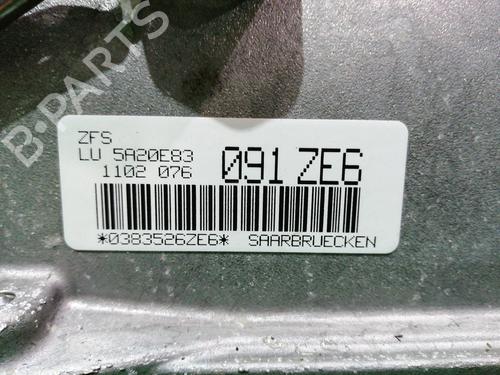 B-PARTS
ZFS
LU 5A20E83
1102 076
091 ZE6
*0383526ZE6* SAARBRUECKEN